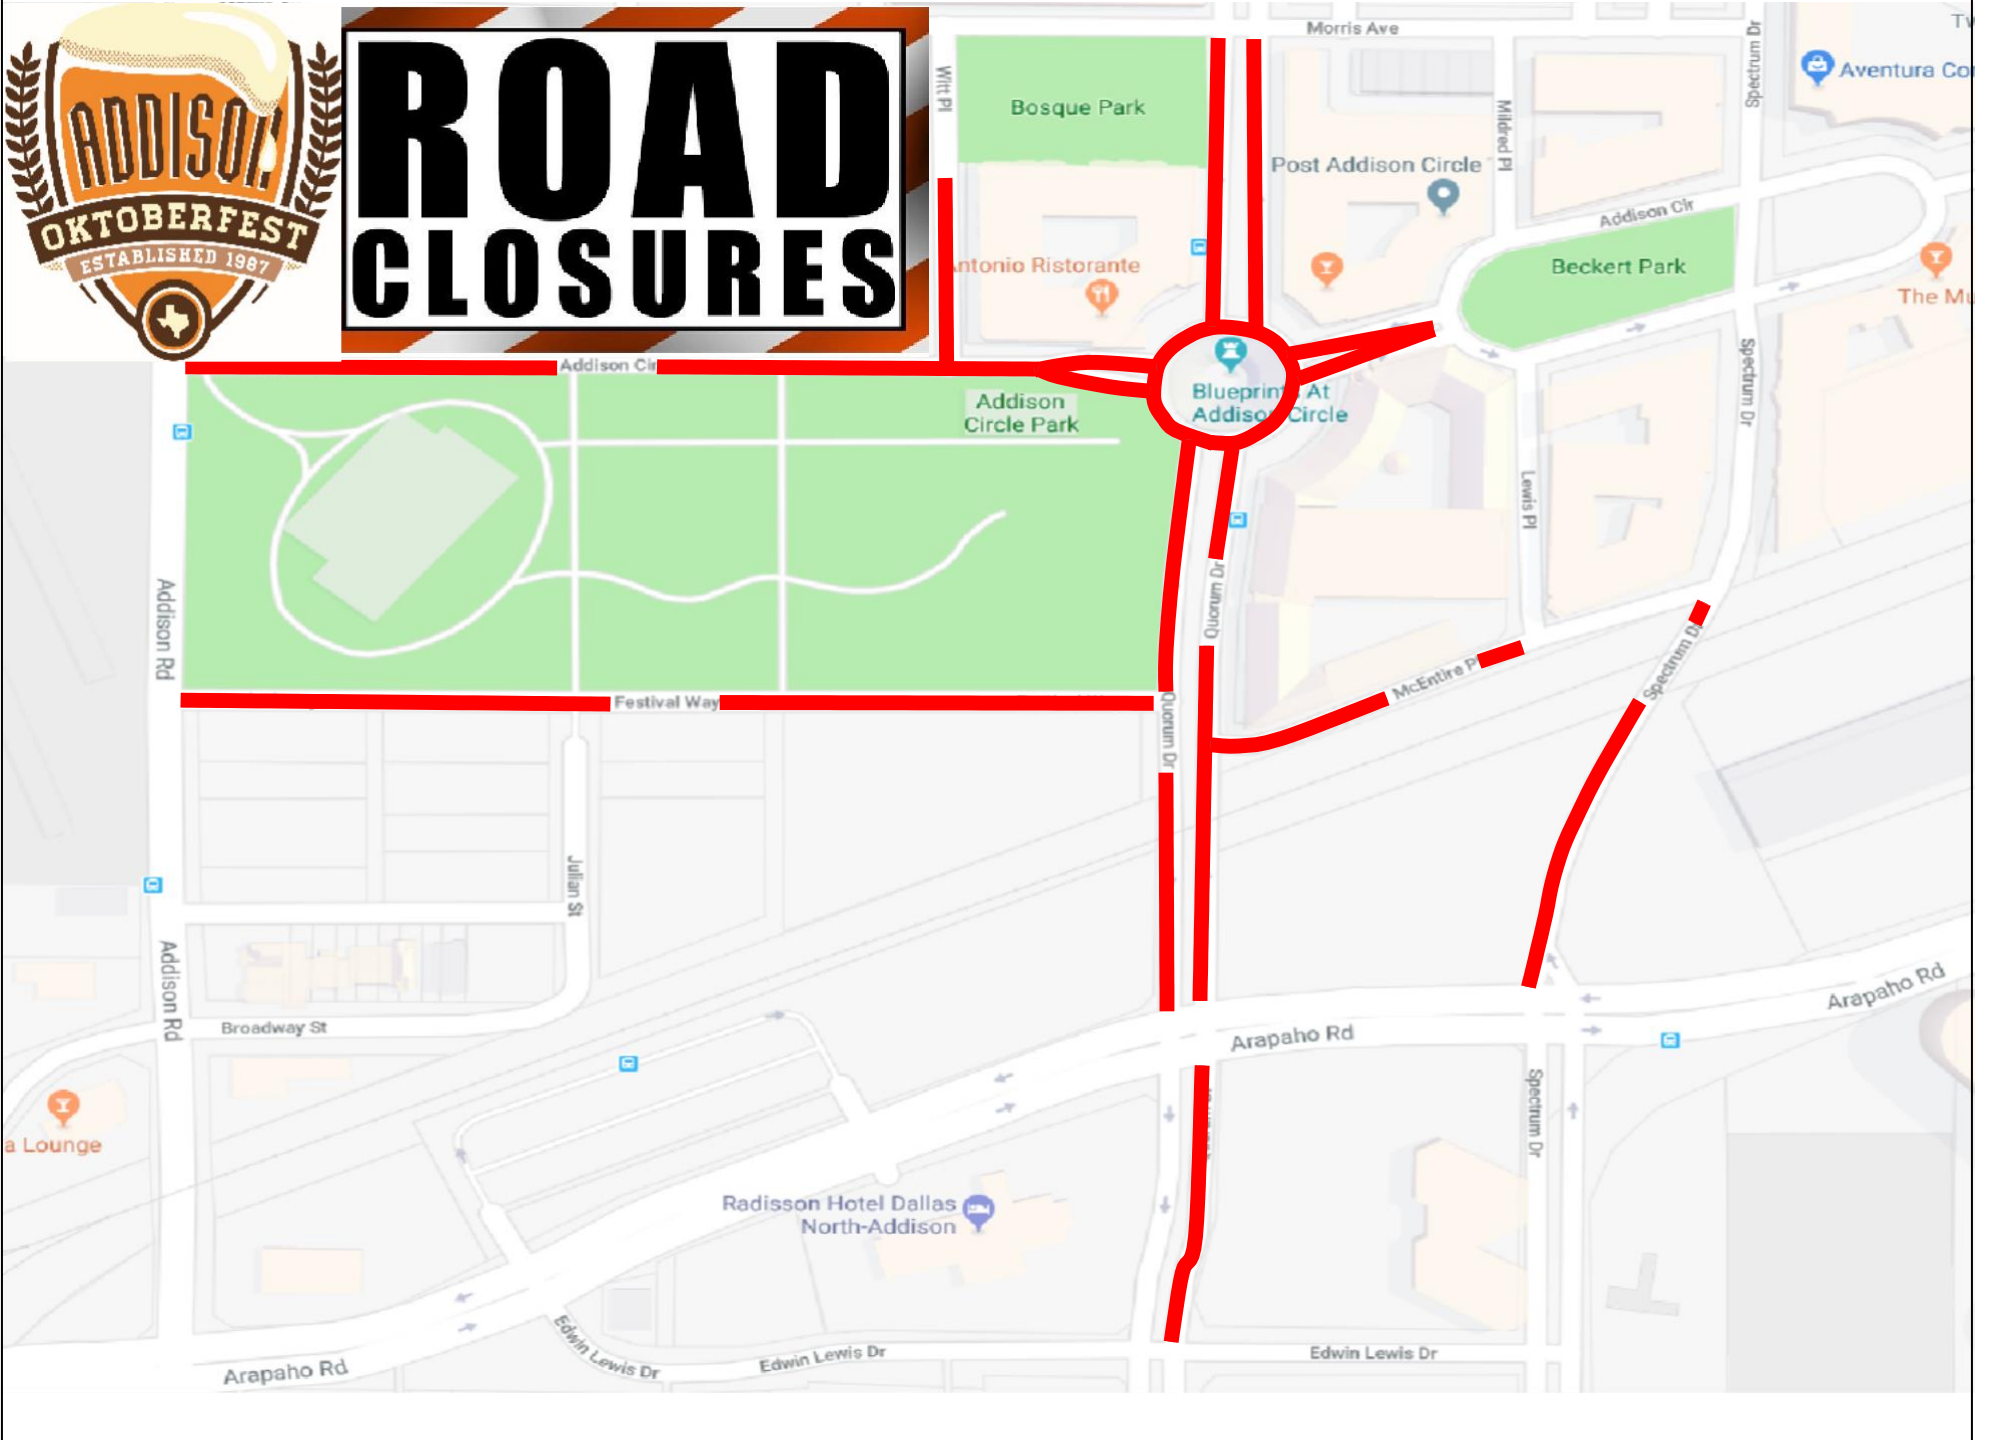 ADDISON
OKTOBERFEST
ESTABLISHED 1987
ROAD
CLOSURES
Morris Ave
Spectrum Dr
Aventura Co
Witt Pl
Bosque Park
Mildred Pl
Post Addison Circle
Addison Cir
Beckert Park
ntonio Ristorante
The Mu
Addison Cir
Blueprint At
Addison Circle
Addison
Circle Park
Spectrum Dr
Lewis Pl
Addison Rd
Quorum Dr
Spectrum D
McEntire P
Festival Way
Quorum Dr
Julian St
Addison Rd
Broadway St
Arapaho Rd
Arapaho Rd
Spectrum Dr
a Lounge
Radisson Hotel Dallas
North-Addison
Edwin Lewis Dr
Edwin Lewis Dr
Edwin Lewis Dr
Arapaho Rd